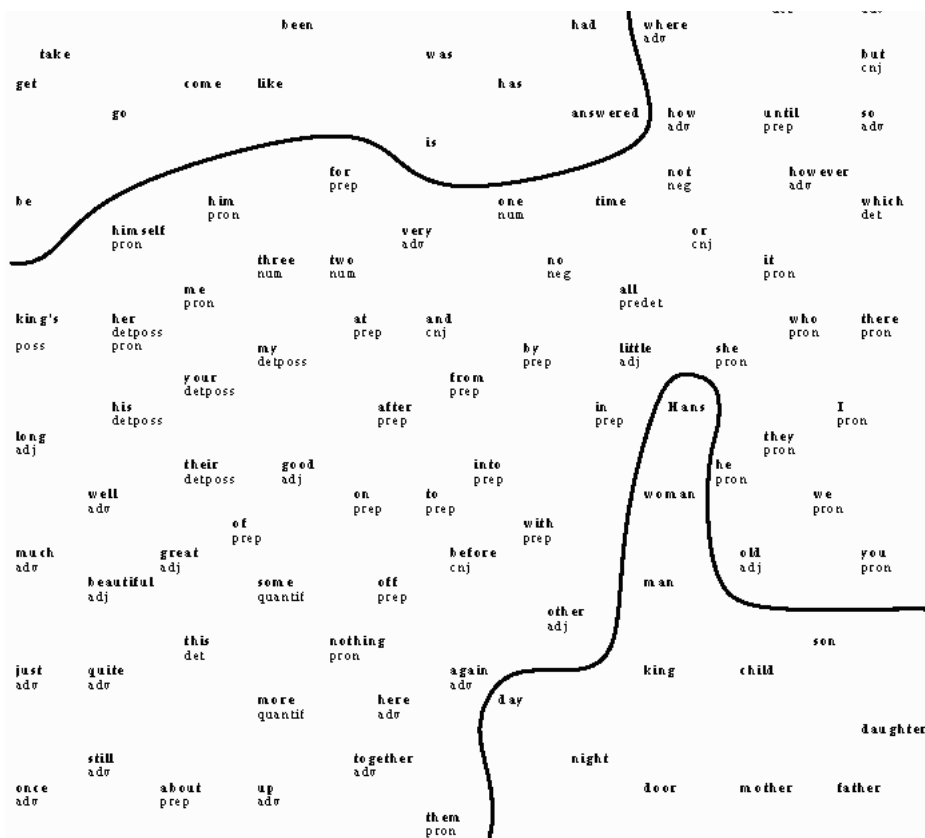 been had where
adv
take was but
cnj
get come like has
go answered how until so
adv prep adv
is
for not however
prep neg adv
be him one time which
pron num det
himself very or
pron adv cnj
three two no it
num num neg pron
me all
pron predet
king's her at and who there
poss detposs prep cnj pron pron
pron
my by little she
detposs prep adj pron
your from
detposs prep
his after in Hans I
detposs prep prep pron
long they
adj pron
their good into he
detposs adj prep pron
well on to woman we
adv prep prep pron
of with
prep prep
much great before old you
adv adj cnj adj pron
beautiful some off man
adj quantif prep
other
adj
this nothing son
det pron
just quite again king child
adv adv adv
more here day
quantif adv
daughter
still together night
adv adv
once about up door mother father
adv prep adv
them
pron